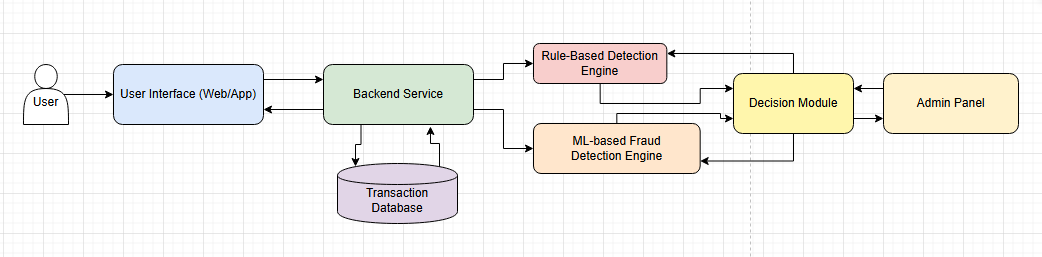 User
User Interface (Web/App)
Backend Service
Transaction
Database
Rule-Based Detection
Engine
ML-based Fraud
Detection Engine
Decision Module
Admin Panel